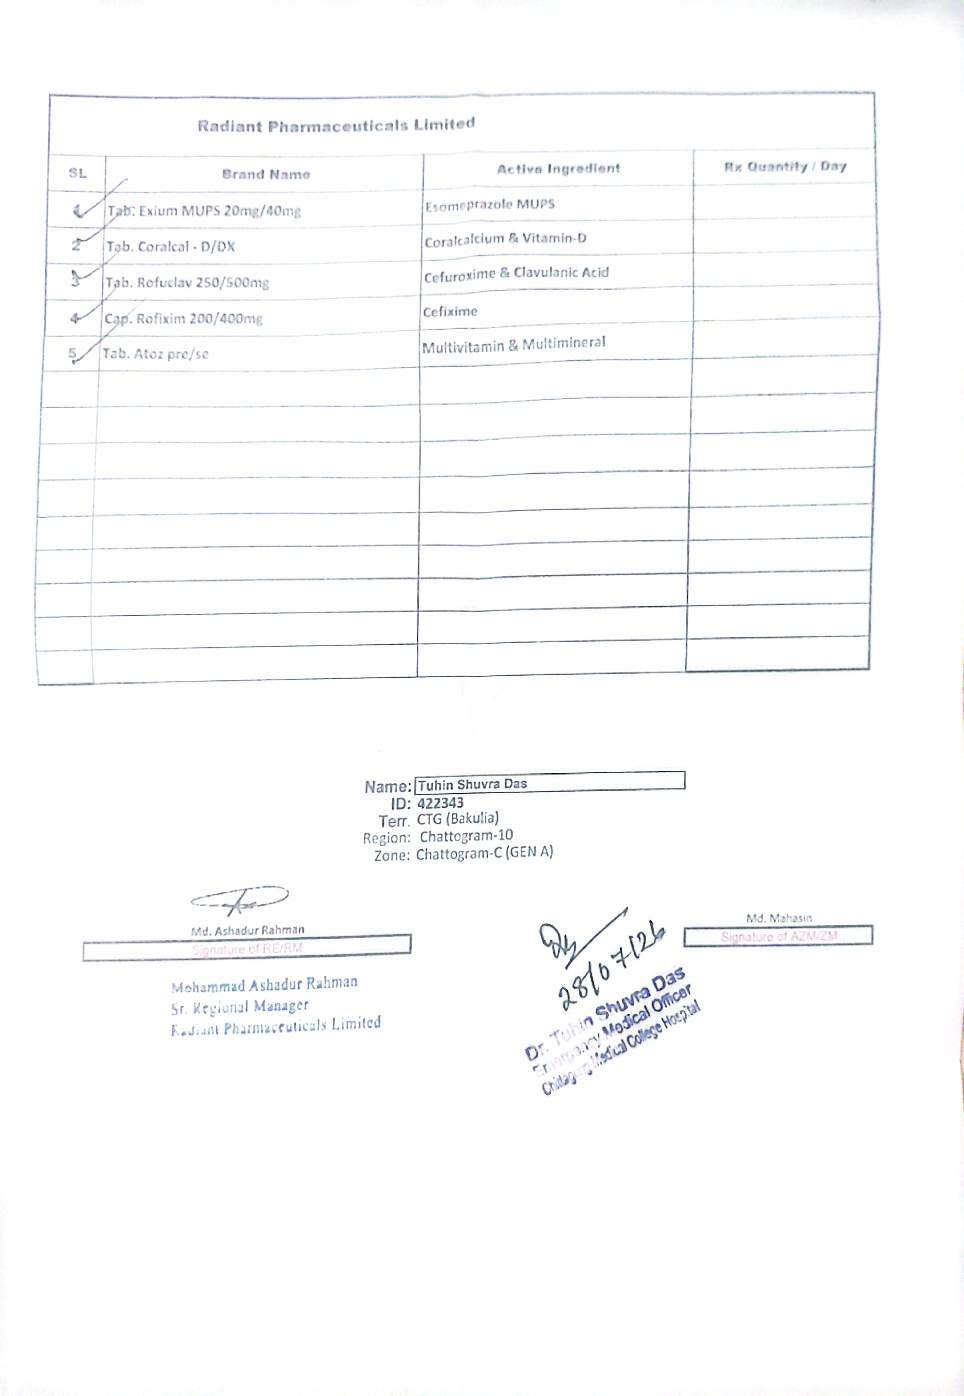 Radiant Pharmaceuticals Limited
SL Brand Name Active Ingredient Rx Quantity / Day
1 Tab. Exium MUPS 20mg/40mg Esomeprazole MUPS
2 Tab. Coralcal - D/DX Coralcalcium & Vitamin-D
3 Tab. Rofuclav 250/500mg Cefuroxime & Clavulanic Acid
4 Cap. Rofixim 200/400mg Cefixime
5 Tab. Atoz pre/se Multivitamin & Multimineral
Name: Tuhin Shuvra Das
ID: 422343
Terr. CTG (Bakulia)
Region: Chattogram-10
Zone: Chattogram-C (GEN A)
Md. Ashadur Rahman
Signature of RE/RM
Mohammad Ashadur Rahman
Sr. Regional Manager
Radiant Pharmaceuticals Limited
28/07/26
Dr. Tuhin Shuvra Das
Emergency Medical Officer
Chittagong Medical College Hospital
Md. Mahasin
Signature of AZM/ZM